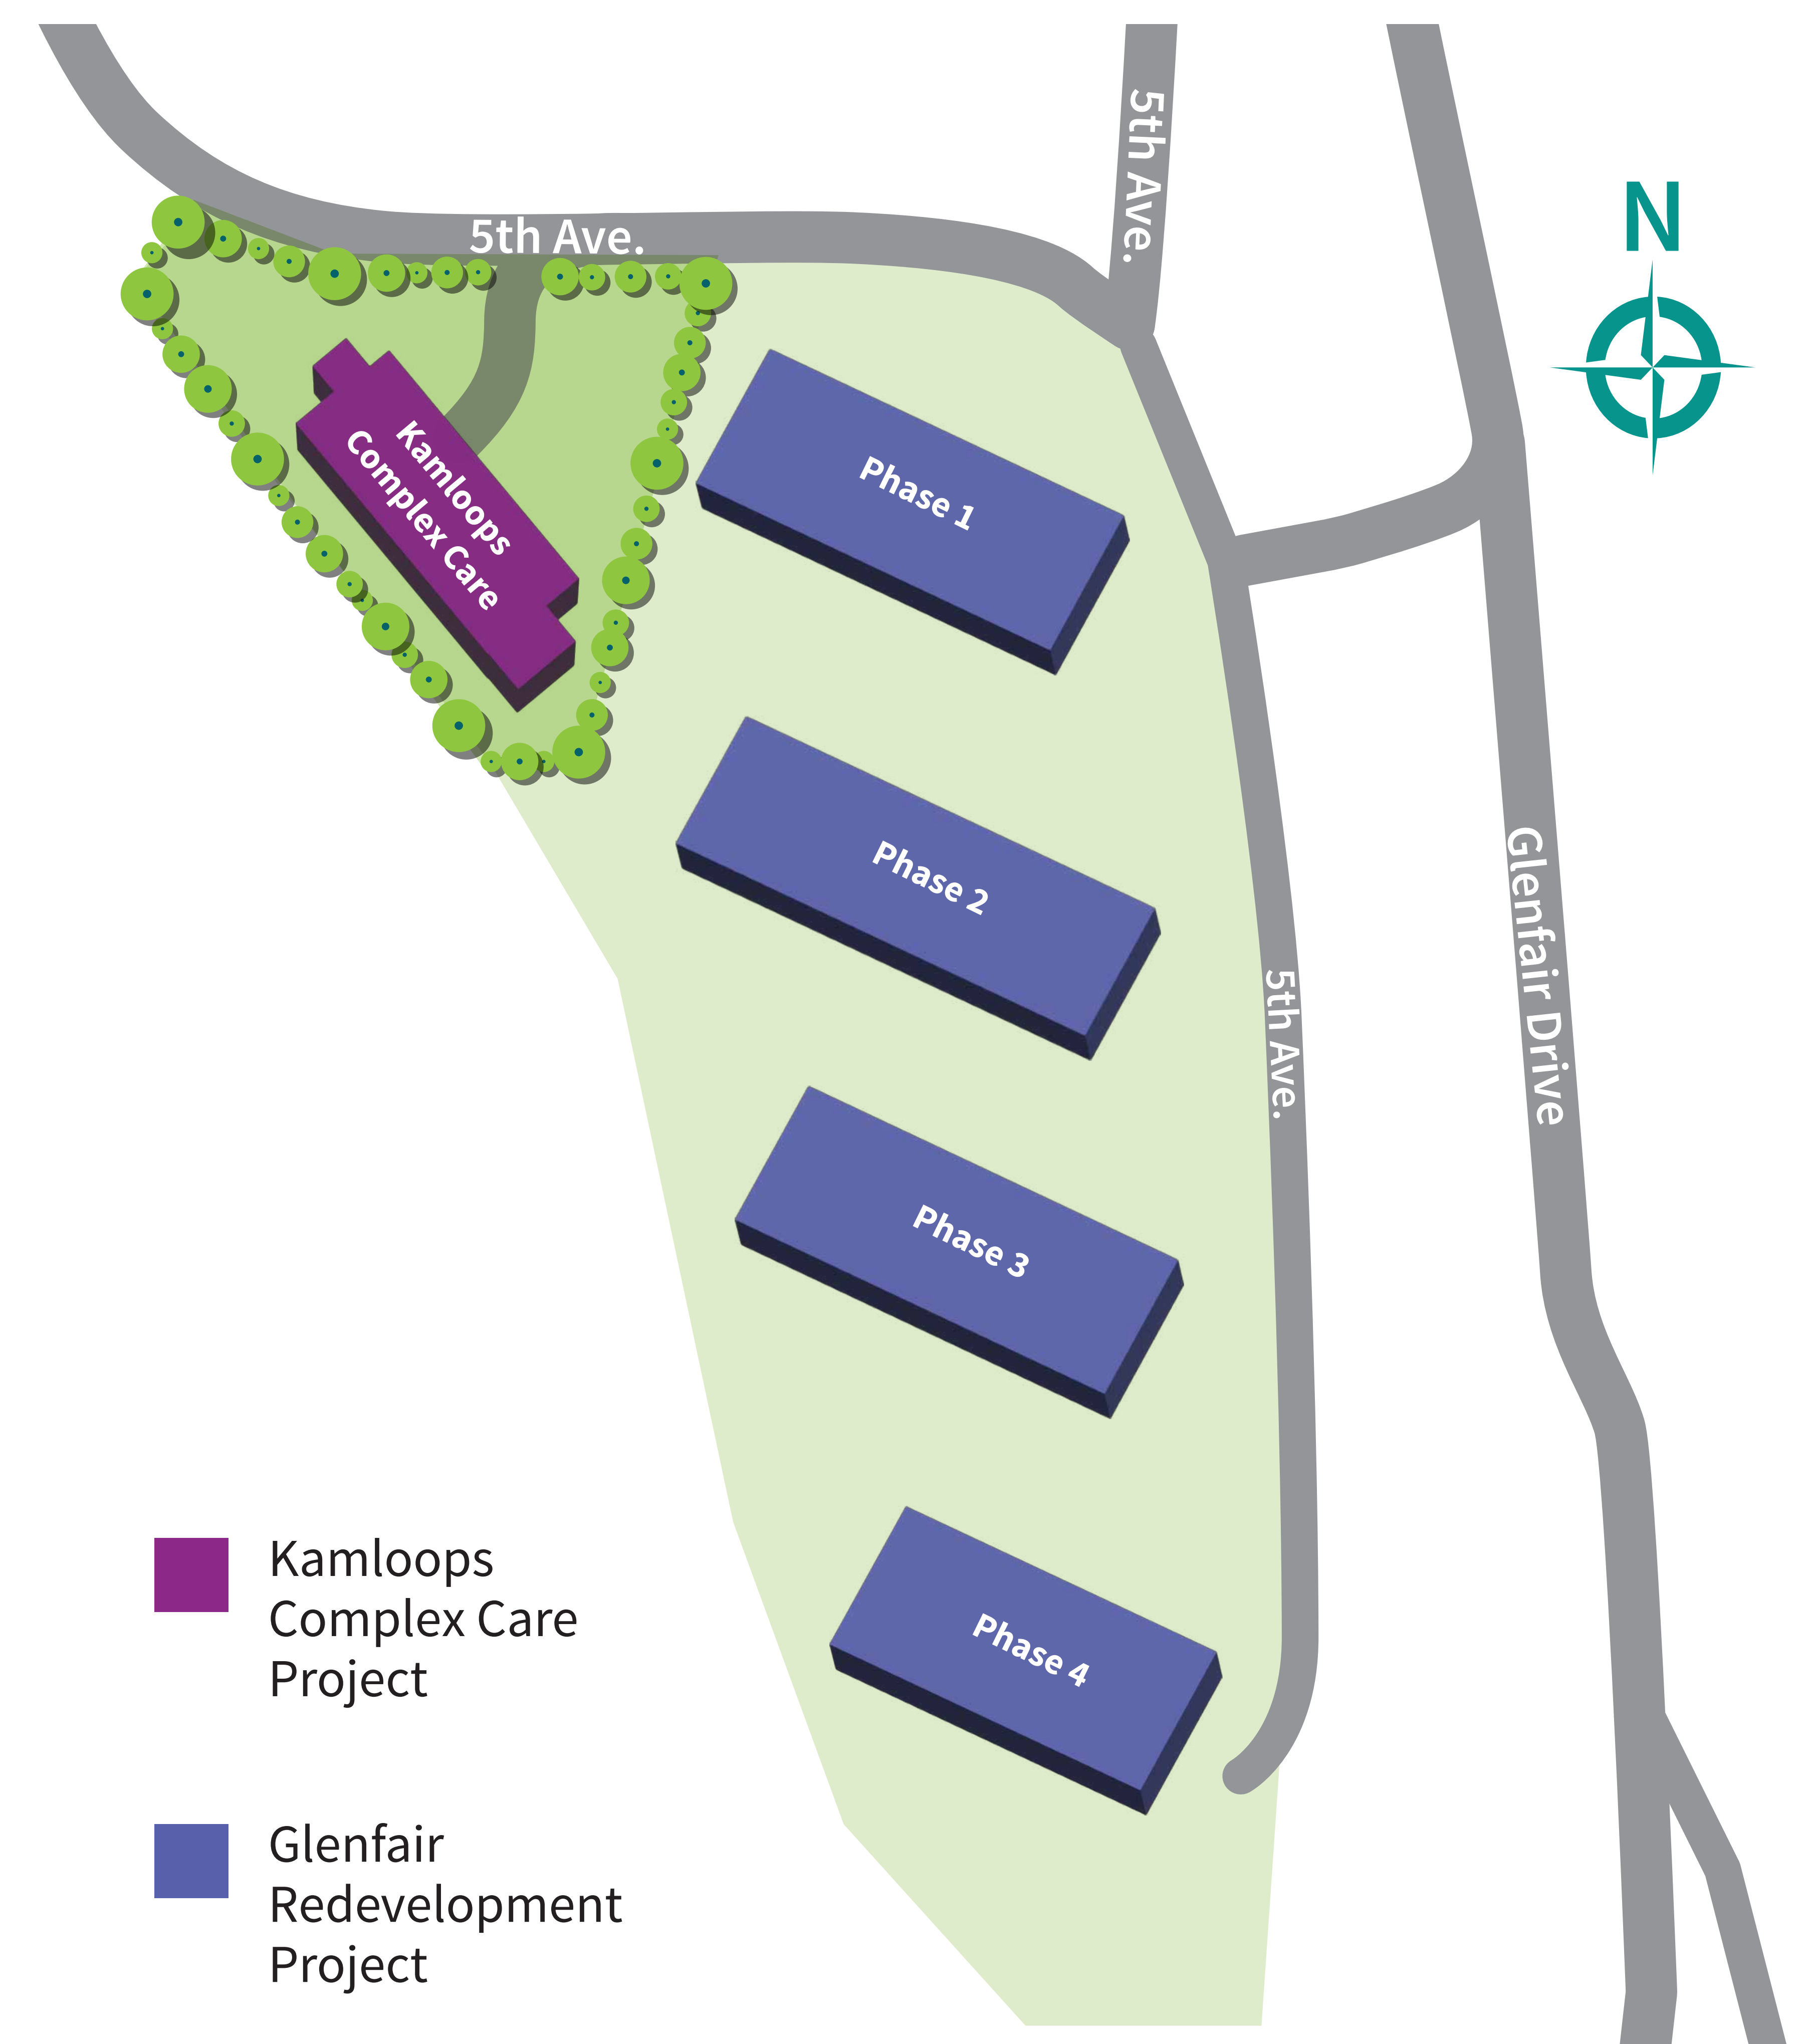 5th Ave.
N
5th Ave.
Kamloops
Complex Care
Phase 1
Phase 2
Glenfair Drive
5th Ave.
Phase 3
Phase 4
Kamloops
Complex Care
Project
Glenfair
Redevelopment
Project